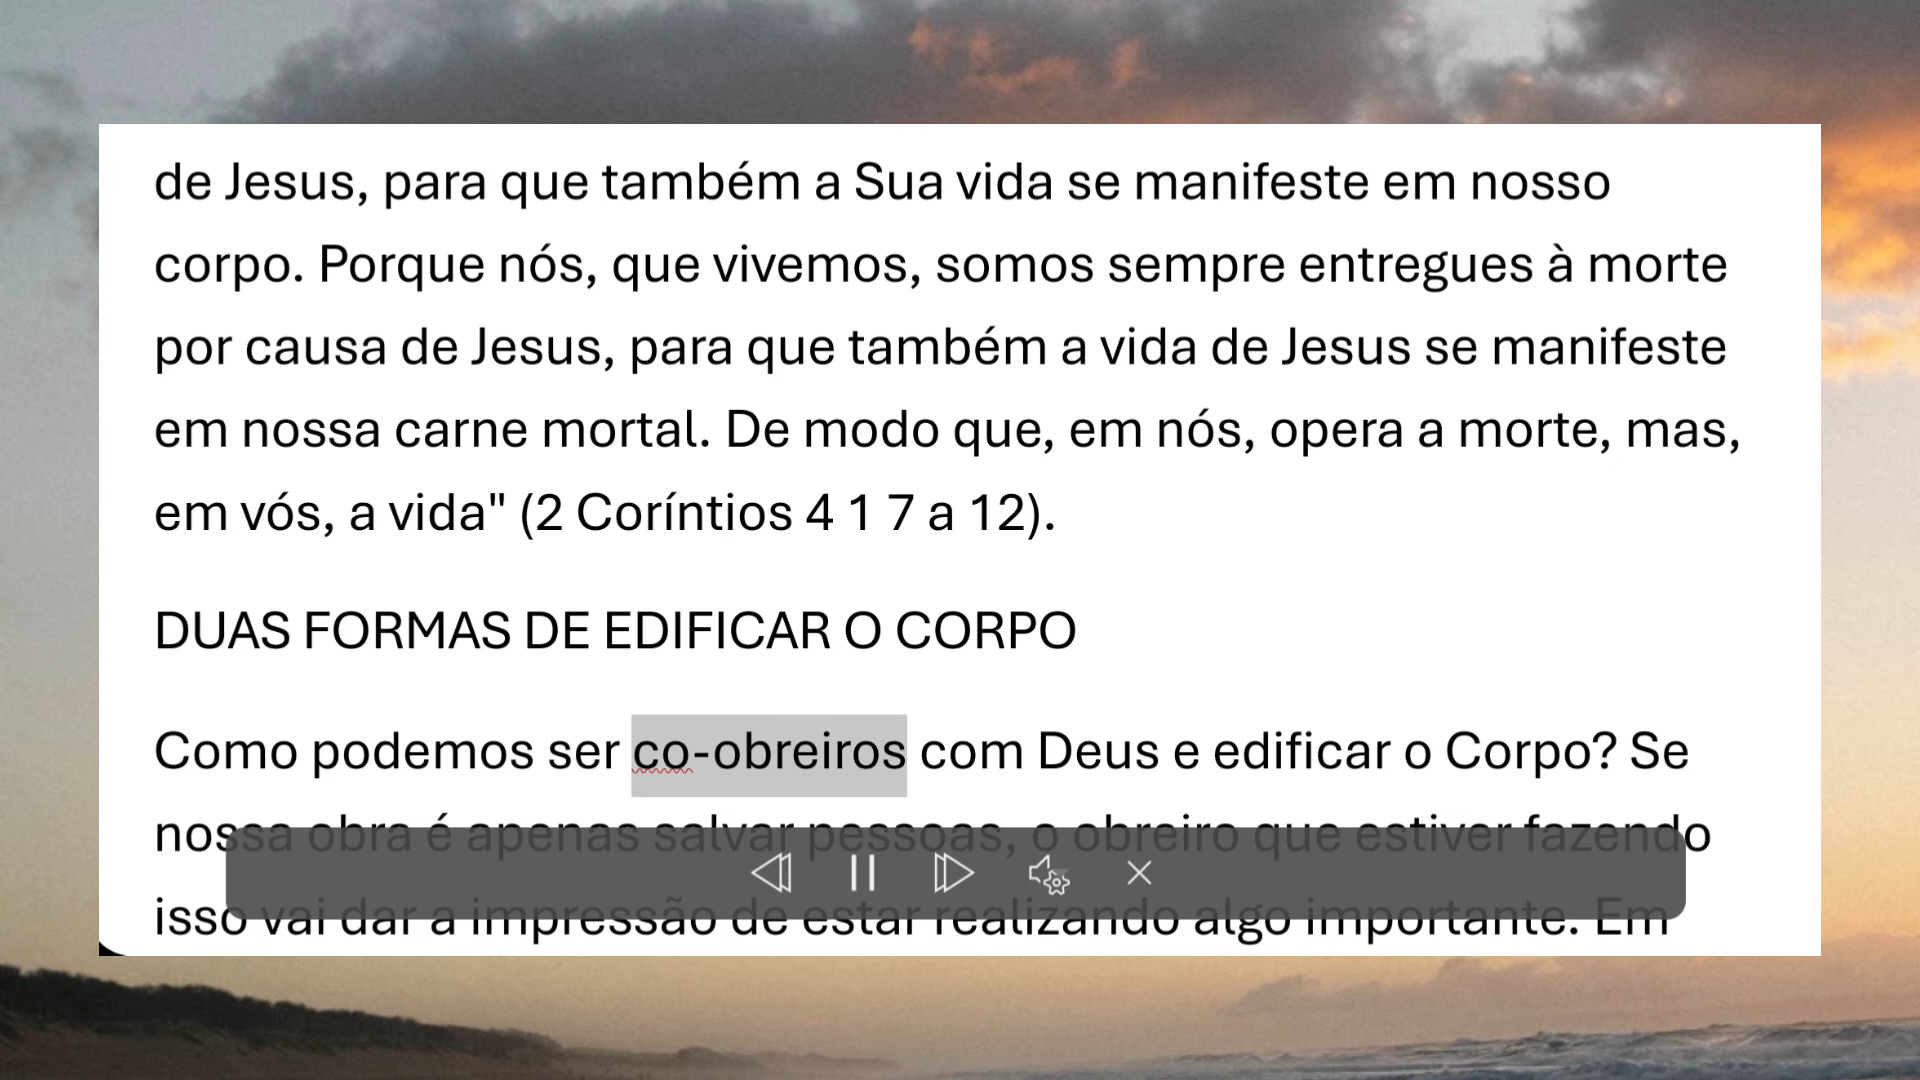 de Jesus, para que também a Sua vida se manifeste em nosso
corpo. Porque nós, que vivemos, somos sempre entregues à morte
por causa de Jesus, para que também a vida de Jesus se manifeste
em nossa carne mortal. De modo que, em nós, opera a morte, mas,
em vós, a vida" (2 Coríntios 4 1 7 a 12).
DUAS FORMAS DE EDIFICAR O CORPO
Como podemos ser co-obreiros com Deus e edificar o Corpo? Se
nossa obra é apenas salvar pessoas, o obreiro que estiver fazendo
isso vai dar a impressão de estar realizando algo importante. Em